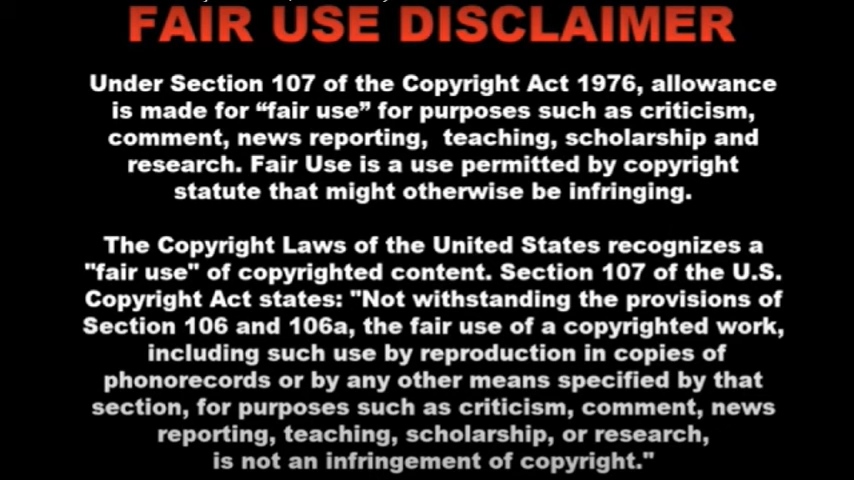 FAIR USE DISCLAIMER
Under Section 107 of the Copyright Act 1976, allowance
is made for “fair use” for purposes such as criticism,
comment, news reporting,  teaching, scholarship and
research. Fair Use is a use permitted by copyright
statute that might otherwise be infringing.
The Copyright Laws of the United States recognizes a
"fair use" of copyrighted content. Section 107 of the U.S.
Copyright Act states: "Not withstanding the provisions of
Section 106 and 106a, the fair use of a copyrighted work,
including such use by reproduction in copies of
phonorecords or by any other means specified by that
section, for purposes such as criticism, comment, news
reporting, teaching, scholarship, or research,
is not an infringement of copyright."